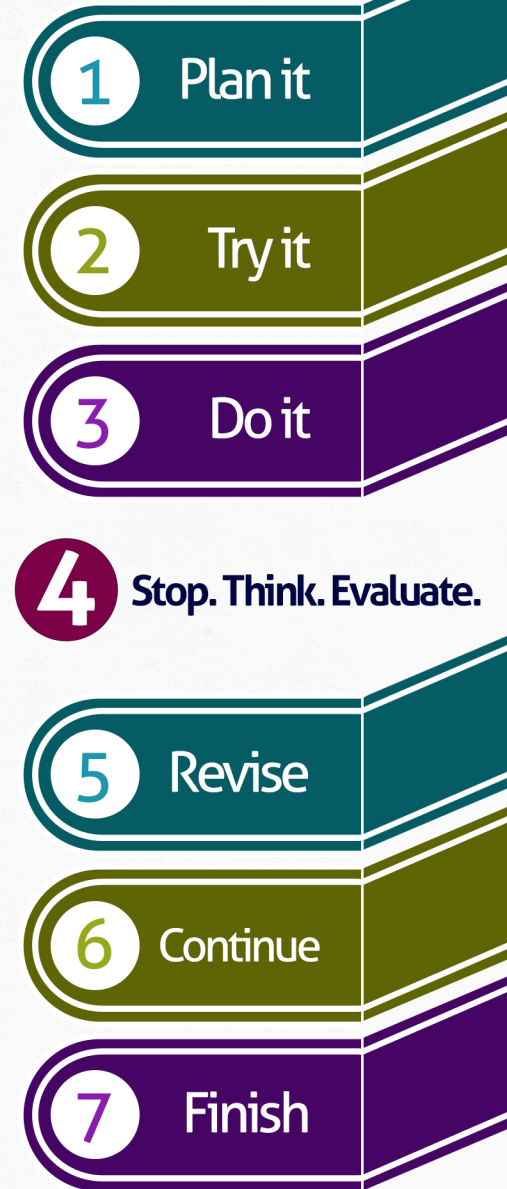 1 Plan it
2 Try it
3 Do it
4 Stop. Think. Evaluate.
5 Revise
6 Continue
7 Finish